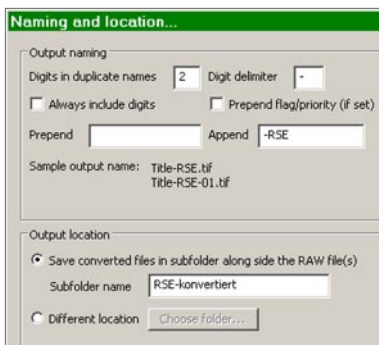 Naming and location...
Output naming
Digits in duplicate names 2 Digit delimiter -
Always include digits Prepend flag/priority (if set)
Prepend Append -RSE
Sample output name: Title-RSE.tif
Title-RSE-01.tif
Output location
Save converted files in subfolder along side the RAW file(s)
Subfolder name RSE-konvertiert
Different location Choose folder...